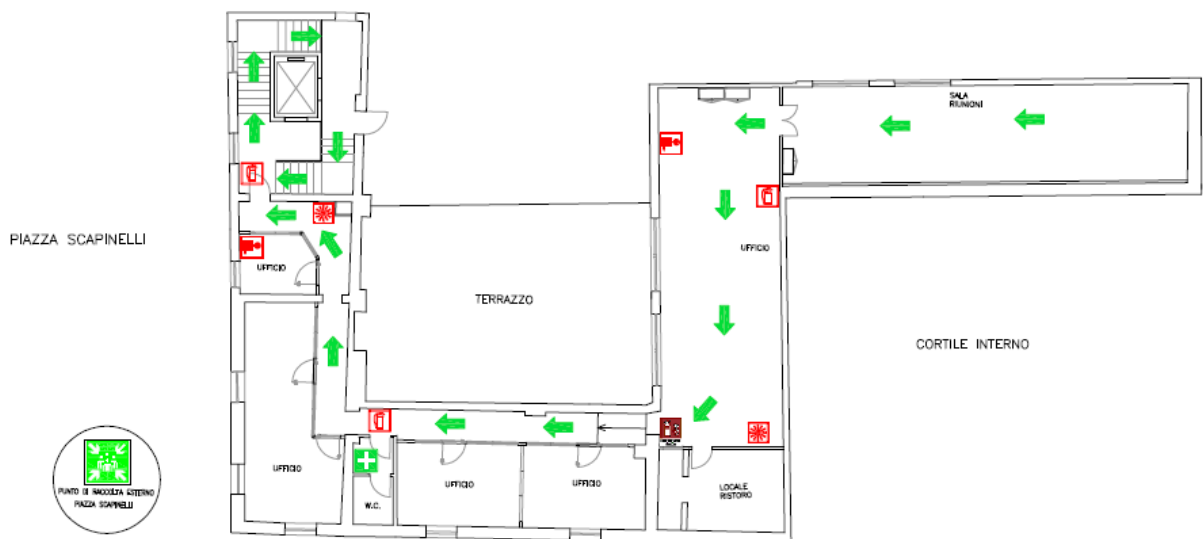 SALA
RIUNIONI
PIAZZA SCAPINELLI
UFFICIO
UFFICIO
TERRAZZO
CORTILE INTERNO
UFFICIO
UFFICIO
UFFICIO
W.C.
LOCALE
RISTORO
PUNTO DI RACCOLTA ESTERNO
PIAZZA SCAPINELLI